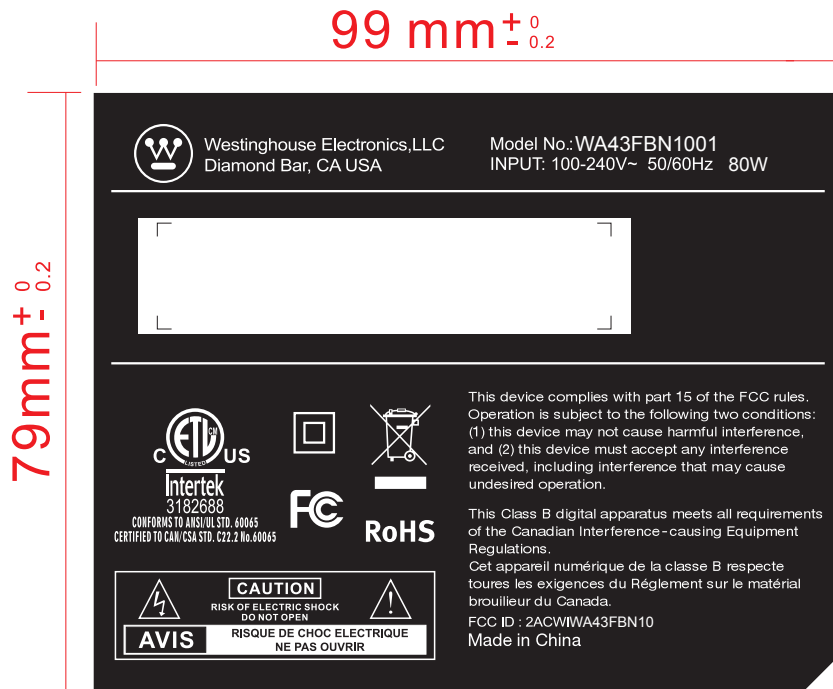 99 mm ± 0 0.2
79mm ± 0 0.2
Westinghouse Electronics,LLC
Diamond Bar, CA USA
Model No.: WA43FBN1001
INPUT: 100-240V~ 50/60Hz 80W
ETL CM
LISTED
C US
Intertek
3182688
CONFORMS TO ANSI/UL STD. 60065
CERTIFIED TO CAN/CSA STD. C22.2 No.60065
FC
RoHS
CAUTION
RISK OF ELECTRIC SHOCK
DO NOT OPEN
AVIS
RISQUE DE CHOC ELECTRIQUE
NE PAS OUVRIR
This device complies with part 15 of the FCC rules.
Operation is subject to the following two conditions:
(1) this device may not cause harmful interference,
and (2) this device must accept any interference
received, including interference that may cause
undesired operation.
This Class B digital apparatus meets all requirements
of the Canadian Interference-causing Equipment
Regulations.
Cet appareil numérique de la classe B respecte
toures les exigences du Réglement sur le matérial
brouilieur du Canada.
FCC ID : 2ACWIWA43FBN10
Made in China